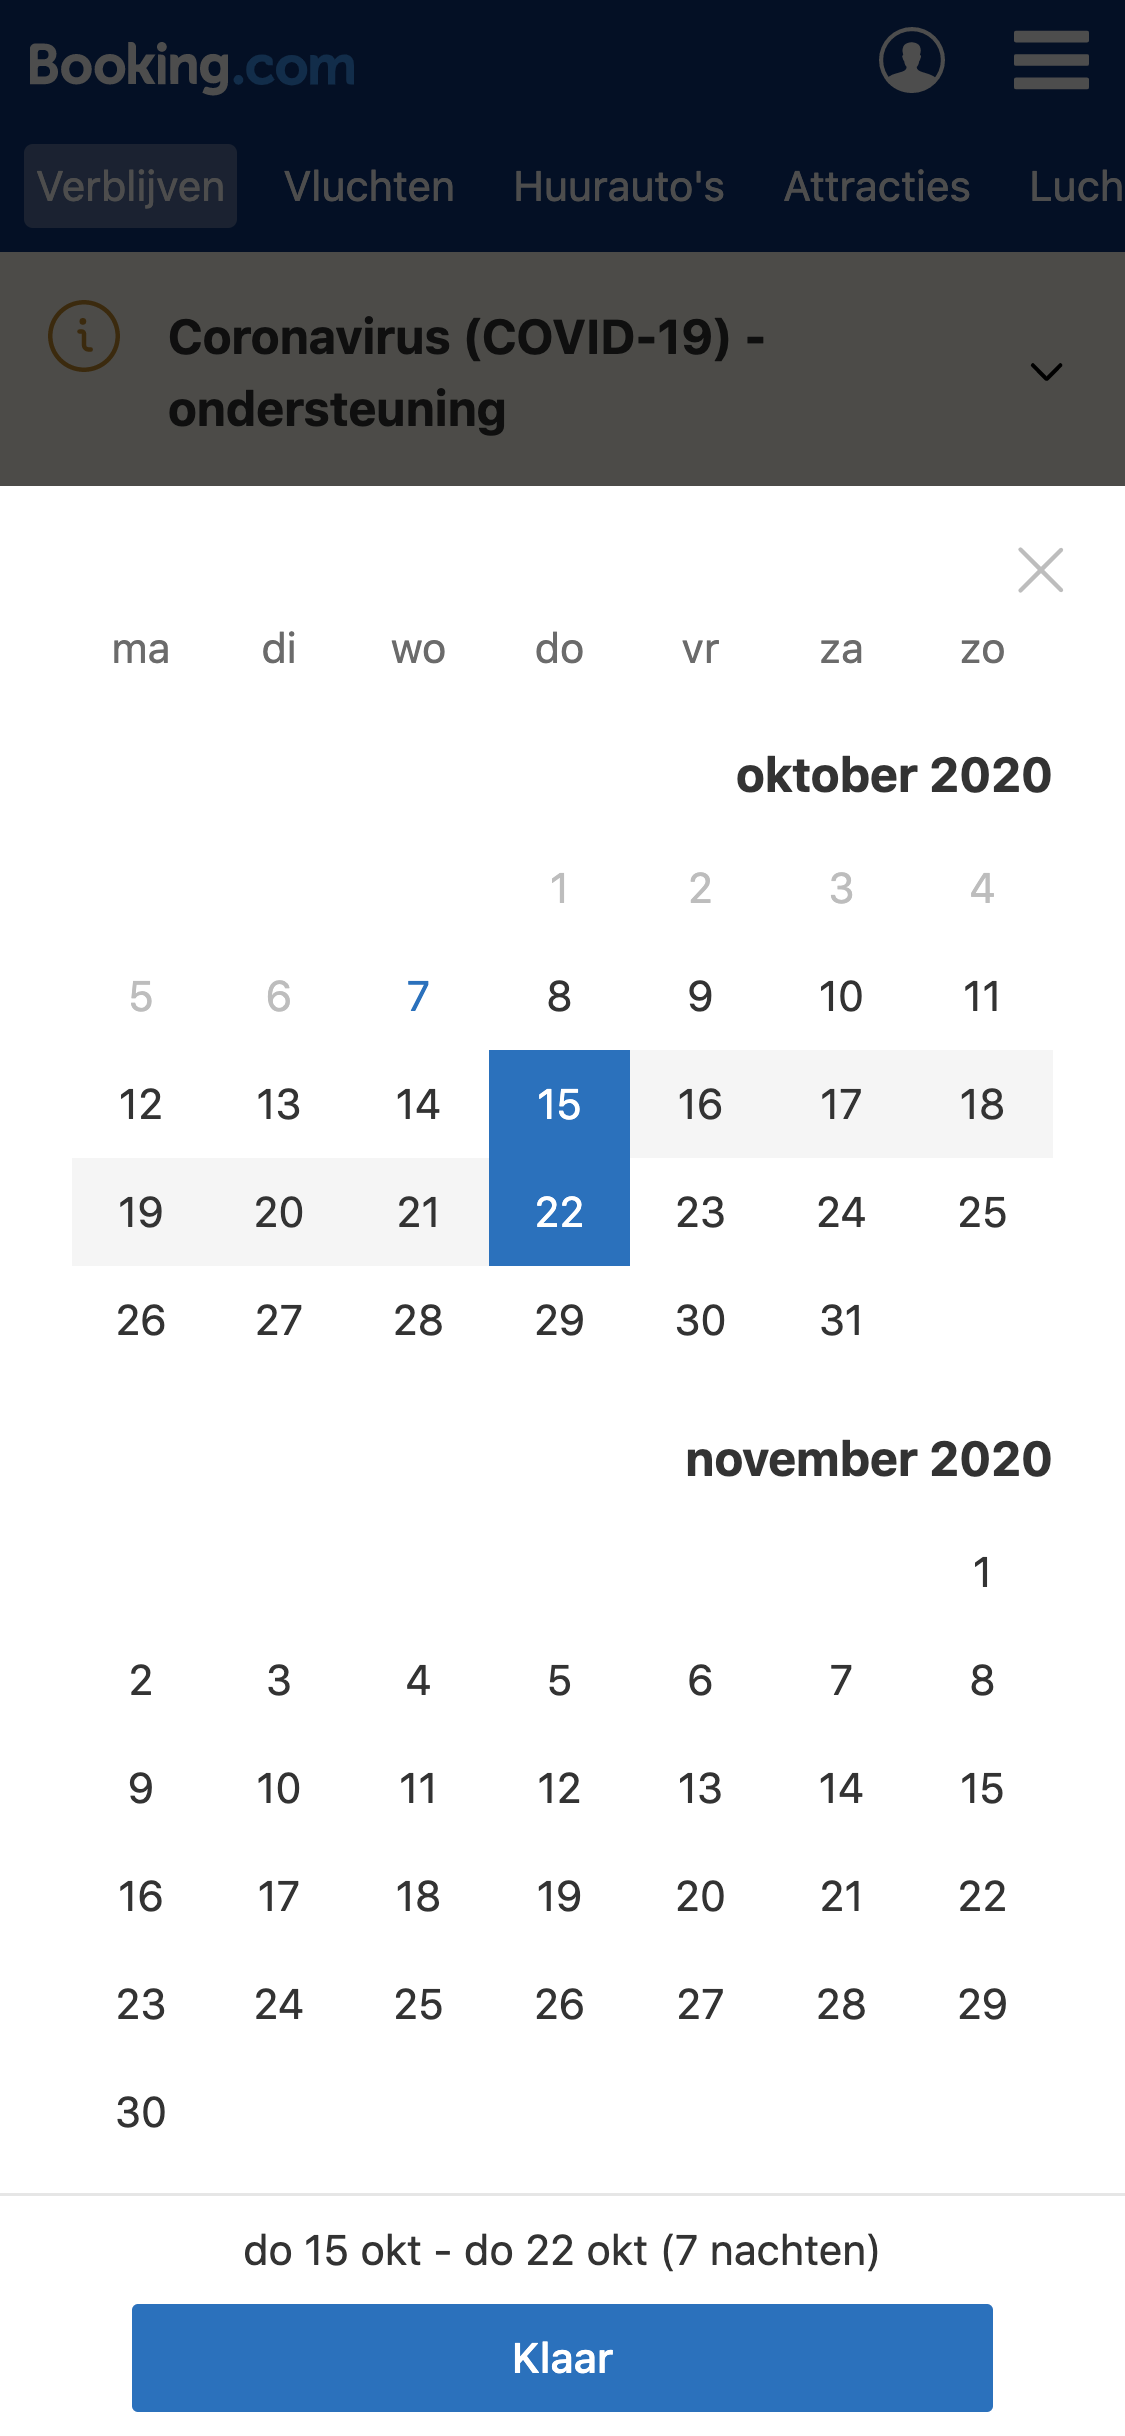 Booking.com
Verblijven Vluchten Huurauto's Attracties Luch
Coronavirus (COVID-19) -
ondersteuning
ma di wo do vr za zo
oktober 2020
1 2 3 4
5 6 7 8 9 10 11
12 13 14 15 16 17 18
19 20 21 22 23 24 25
26 27 28 29 30 31
november 2020
1
2 3 4 5 6 7 8
9 10 11 12 13 14 15
16 17 18 19 20 21 22
23 24 25 26 27 28 29
30
do 15 okt - do 22 okt (7 nachten)
Klaar